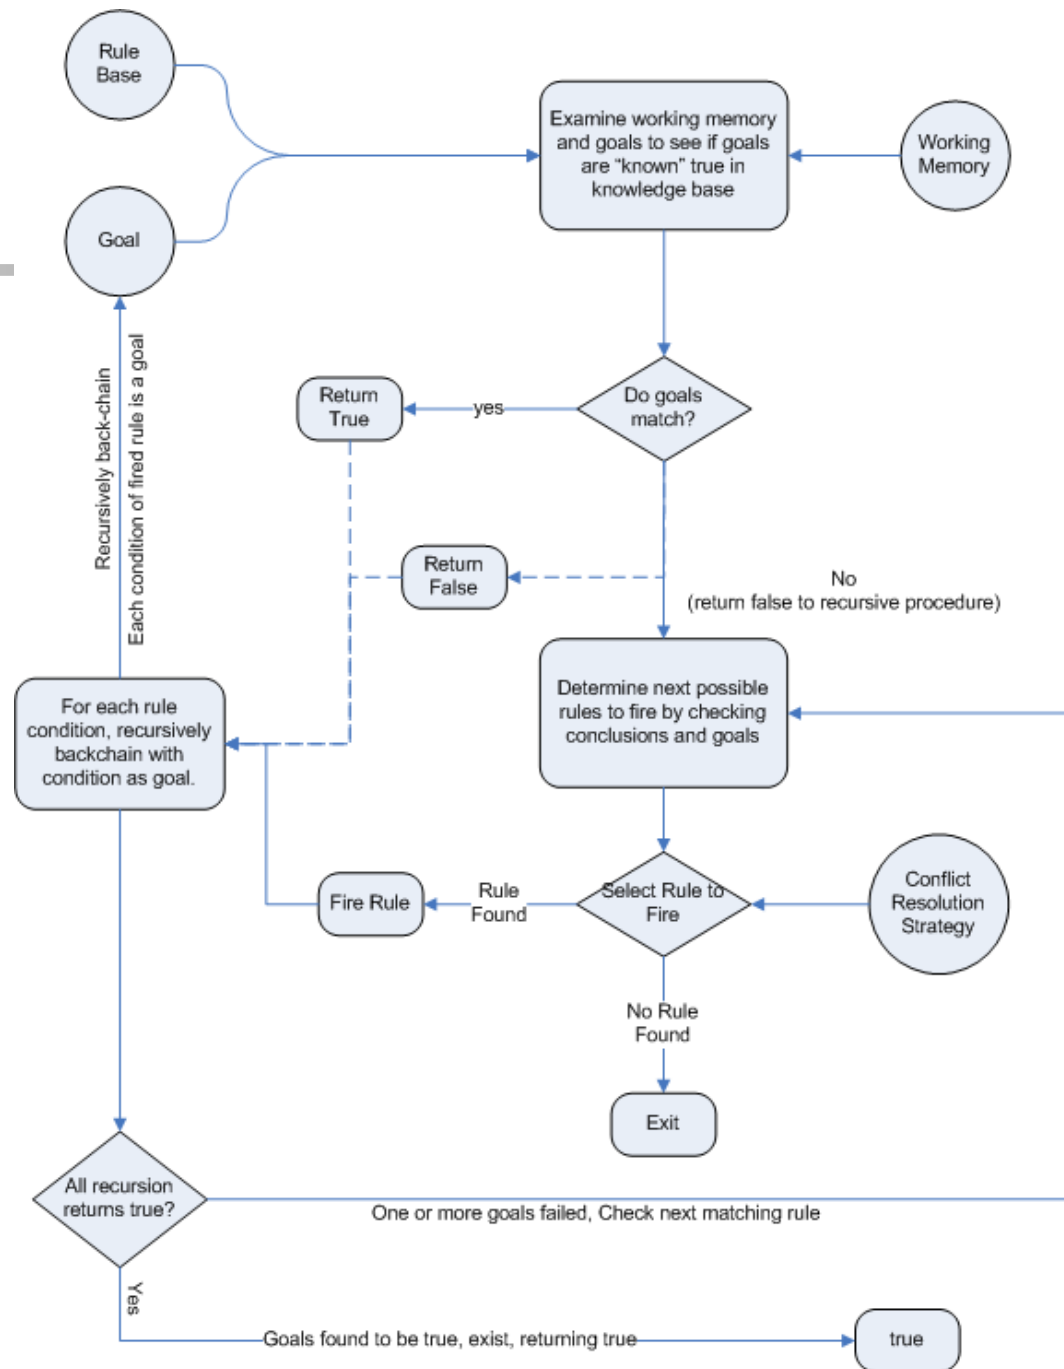 Rule
Base
Examine working memory
and goals to see if goals
are “known” true in
knowledge base
Working
Memory
Goal
Recursively back-chain
Each condition of fired rule is a goal
Return
True
yes
Do goals
match?
Return
False
No
(return false to recursive procedure)
For each rule
condition, recursively
backchain with
condition as goal.
Determine next possible
rules to fire by checking
conclusions and goals
Fire Rule
Rule
Found
Select Rule to
Fire
Conflict
Resolution
Strategy
No Rule
Found
Exit
All recursion
returns true?
One or more goals failed, Check next matching rule
Yes
Goals found to be true, exist, returning true
true